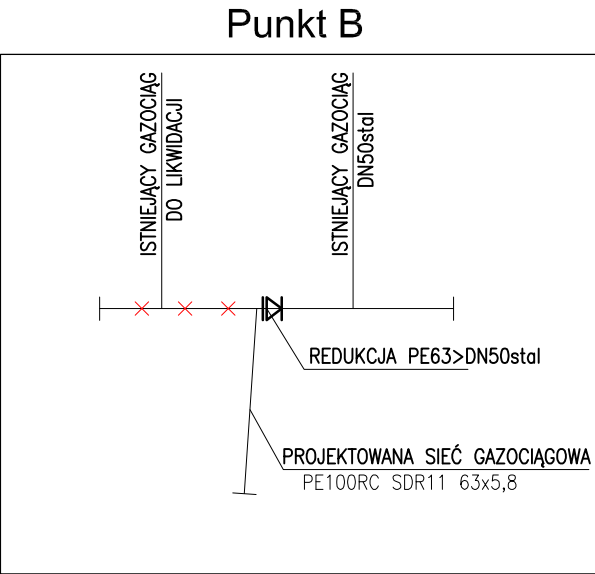 Punkt B
ISTNIEJĄCY GAZOCIĄG
DO LIKWIDACJI
ISTNIEJĄCY GAZOCIĄG
DN50stal
REDUKCJA PE63>DN50stal
PROJEKTOWANA SIEĆ GAZOCIĄGOWA
PE100RC SDR11 63x5,8